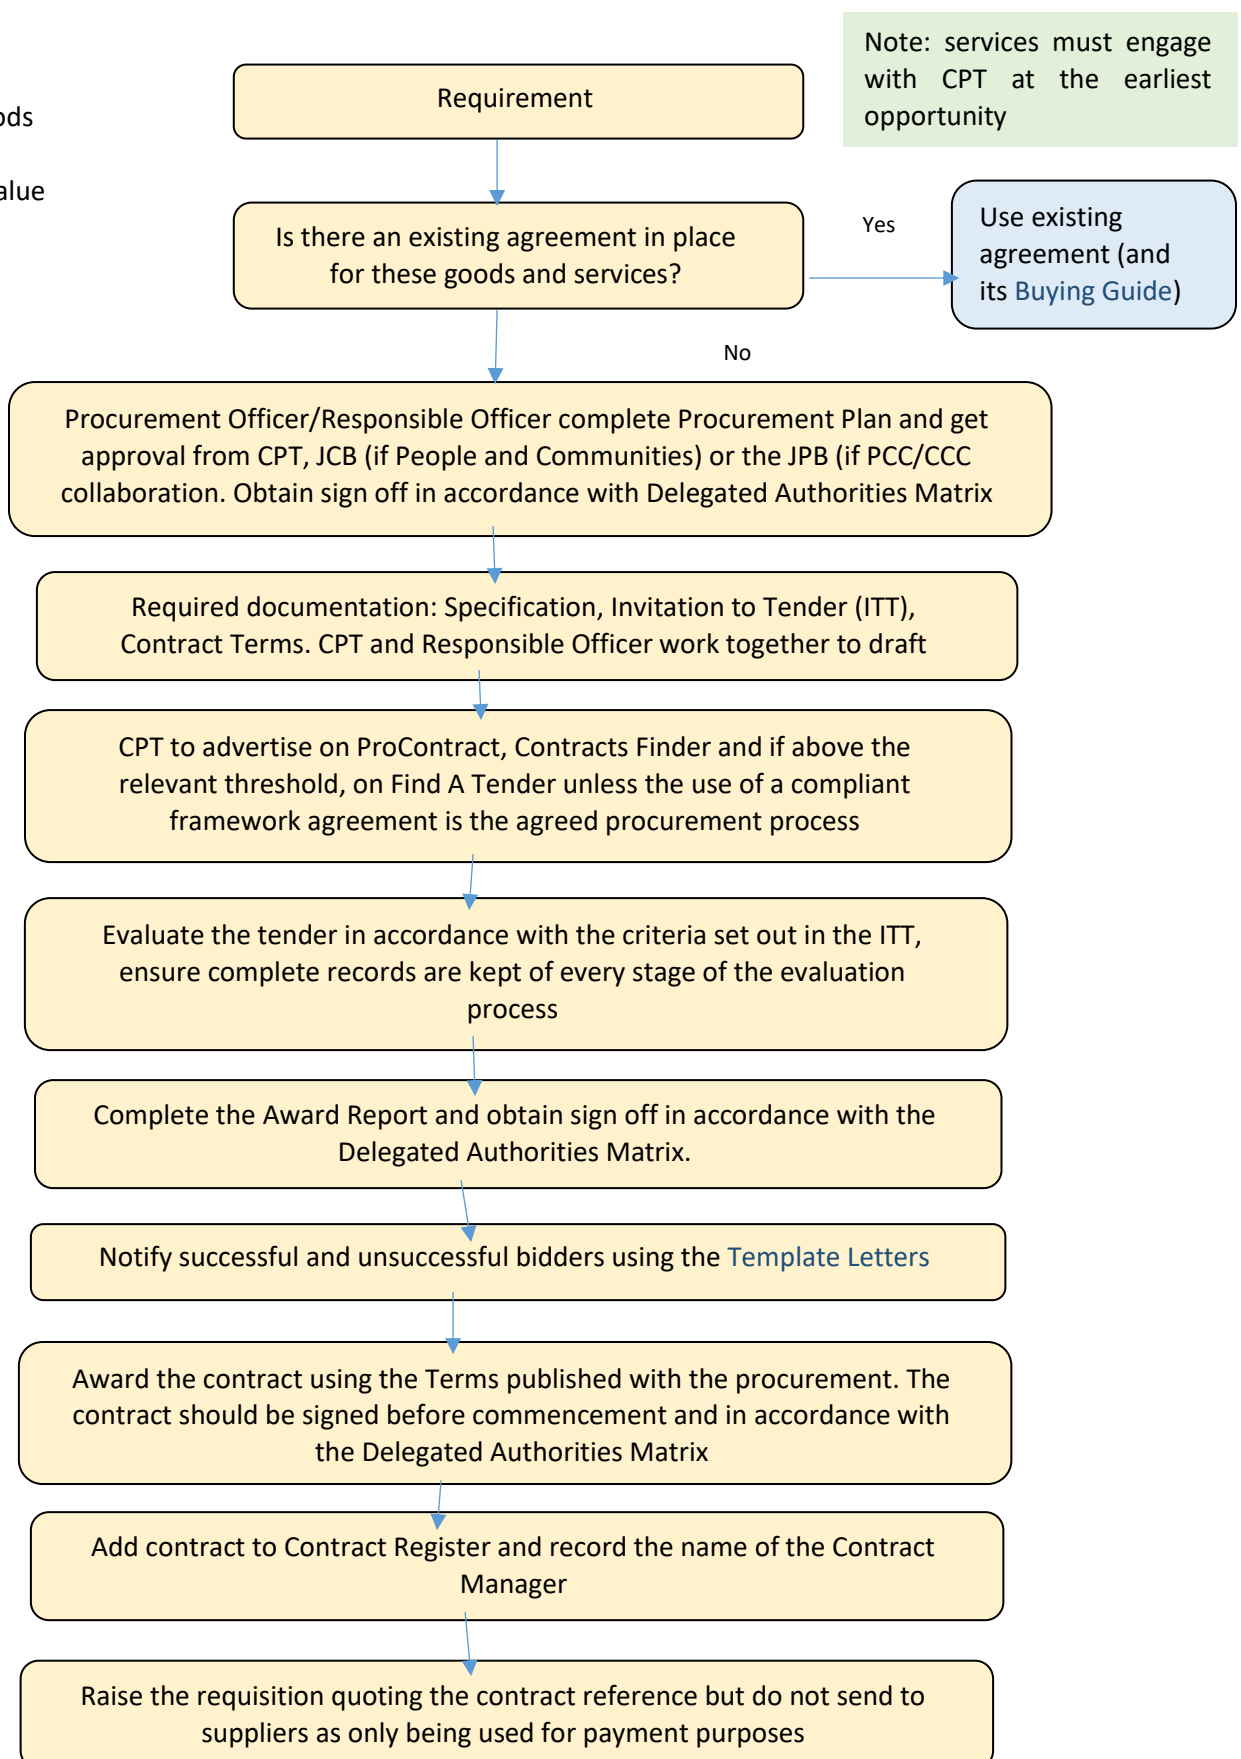 Note: services must engage
with CPT at the earliest
opportunity
Requirement
ods
alue
Is there an existing agreement in place
for these goods and services?
Yes
Use existing
agreement (and
its Buying Guide)
No
Procurement Officer/Responsible Officer complete Procurement Plan and get
approval from CPT, JCB (if People and Communities) or the JPB (if PCC/CCC
collaboration. Obtain sign off in accordance with Delegated Authorities Matrix
Required documentation: Specification, Invitation to Tender (ITT),
Contract Terms. CPT and Responsible Officer work together to draft
CPT to advertise on ProContract, Contracts Finder and if above the
relevant threshold, on Find A Tender unless the use of a compliant
framework agreement is the agreed procurement process
Evaluate the tender in accordance with the criteria set out in the ITT,
ensure complete records are kept of every stage of the evaluation
process
Complete the Award Report and obtain sign off in accordance with the
Delegated Authorities Matrix.
Notify successful and unsuccessful bidders using the Template Letters
Award the contract using the Terms published with the procurement. The
contract should be signed before commencement and in accordance with
the Delegated Authorities Matrix
Add contract to Contract Register and record the name of the Contract
Manager
Raise the requisition quoting the contract reference but do not send to
suppliers as only being used for payment purposes